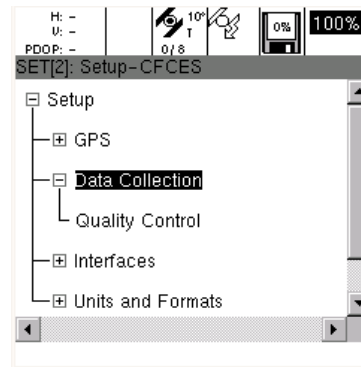 H: -
V: -
PDOP: -
10°
T
0/8
0%
100%
SET[2]: Setup-CFCES
Setup
GPS
Data Collection
Quality Control
Interfaces
Units and Formats